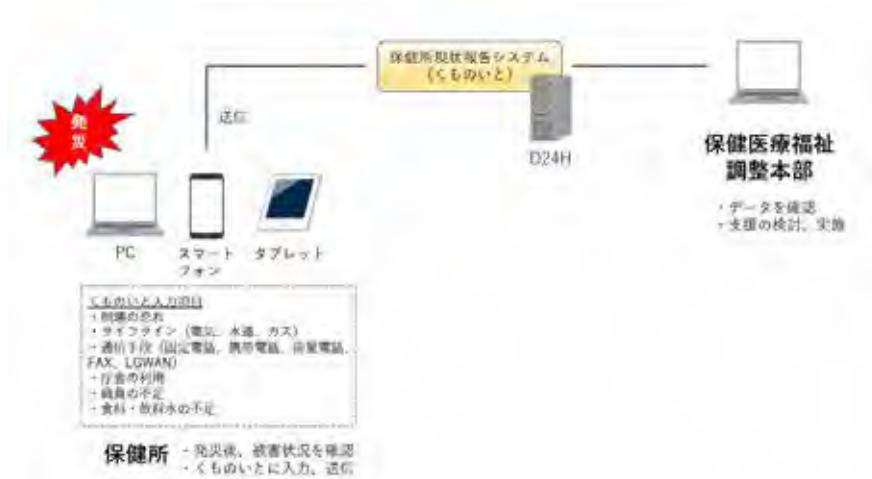 保健所現状報告システム
(くものいと)
発
災
送信
D24H
保健医療福祉
調整本部
・データを確認
・支援の検討、実施
PC
スマート
フォン
タブレット
くものいと入力項目
・倒壊の恐れ
・ライフライン（電気、水道、ガス）
・通信手段（固定電話、携帯電話、衛星電話、
FAX、LGWAN）
・庁舎の利用
・職員の不足
・食料・飲料水の不足
保健所
・発災後、被害状況を確認
・くものいとに入力、送信